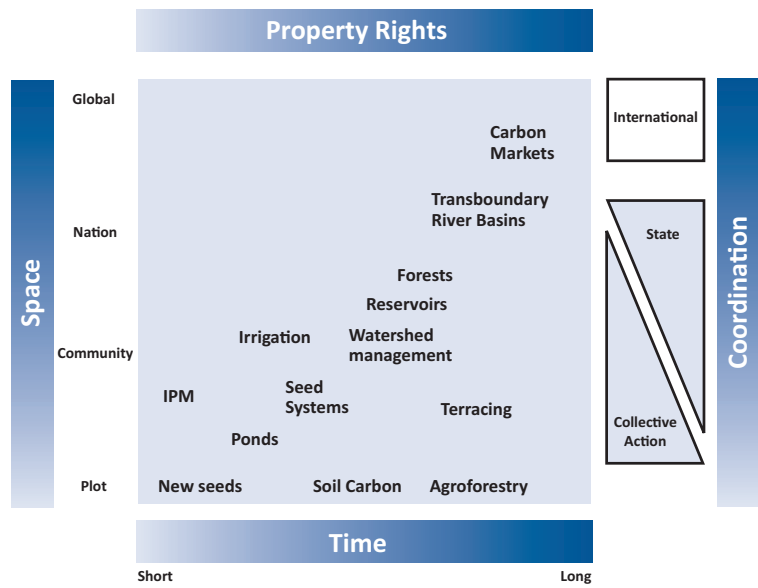 Property Rights
Space
Global
Nation
Community
Plot
Carbon
Markets
Transboundary
River Basins
Forests
Reservoirs
Irrigation
Watershed
management
IPM
Seed
Systems
Terracing
Ponds
New seeds
Soil Carbon
Agroforestry
International
State
Collective
Action
Coordination
Time
Short
Long